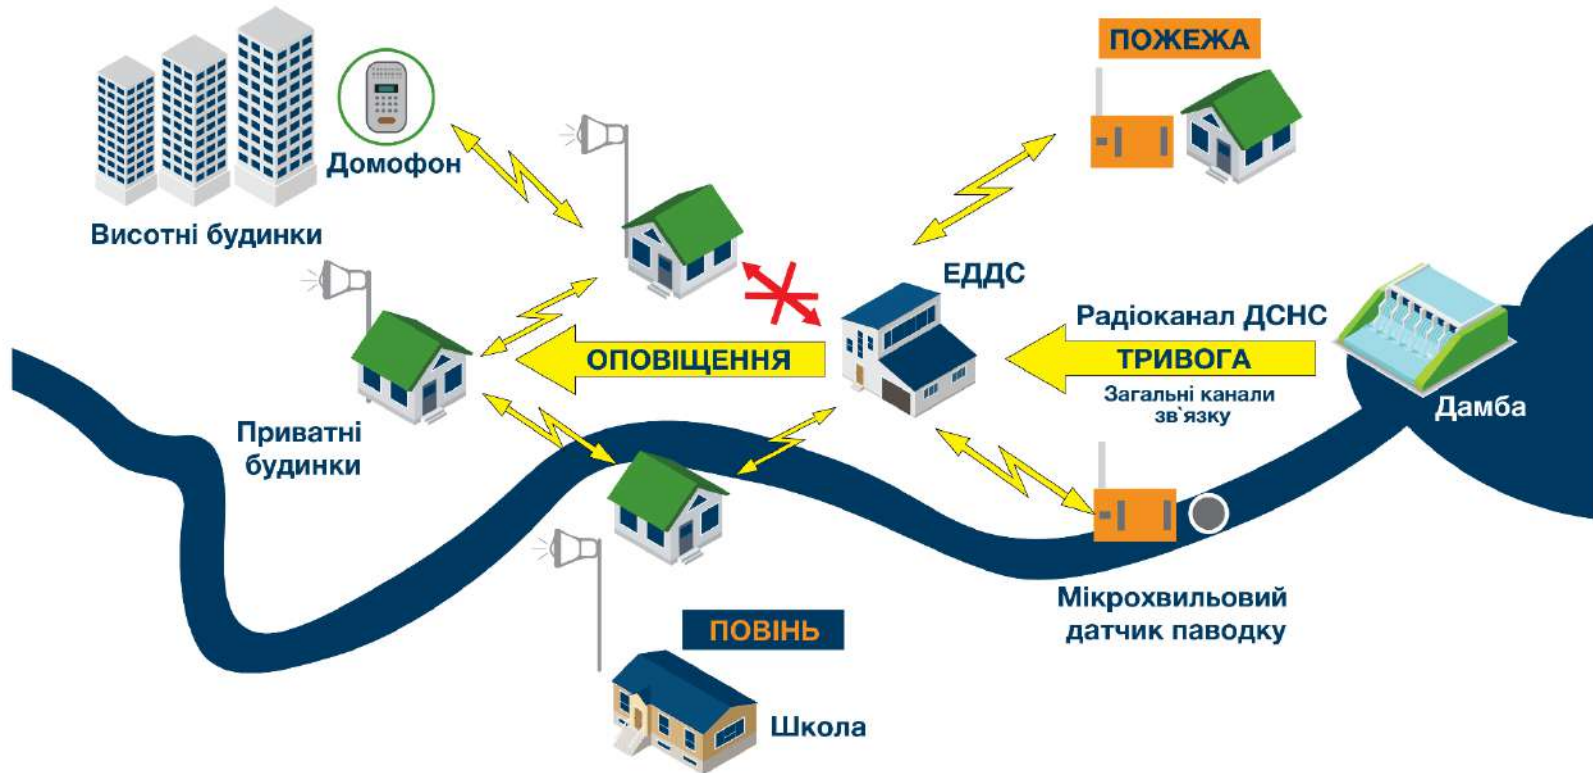 ПОЖЕЖА
Домофон
Висотні будинки
ЕДДС
Радіоканал ДСНС
ОПОВІЩЕННЯ
ТРИВОГА
Загальні канали
зв`язку
Дамба
Приватні
будинки
Мікрохвильовий
датчик паводку
ПОВІНЬ
Школа